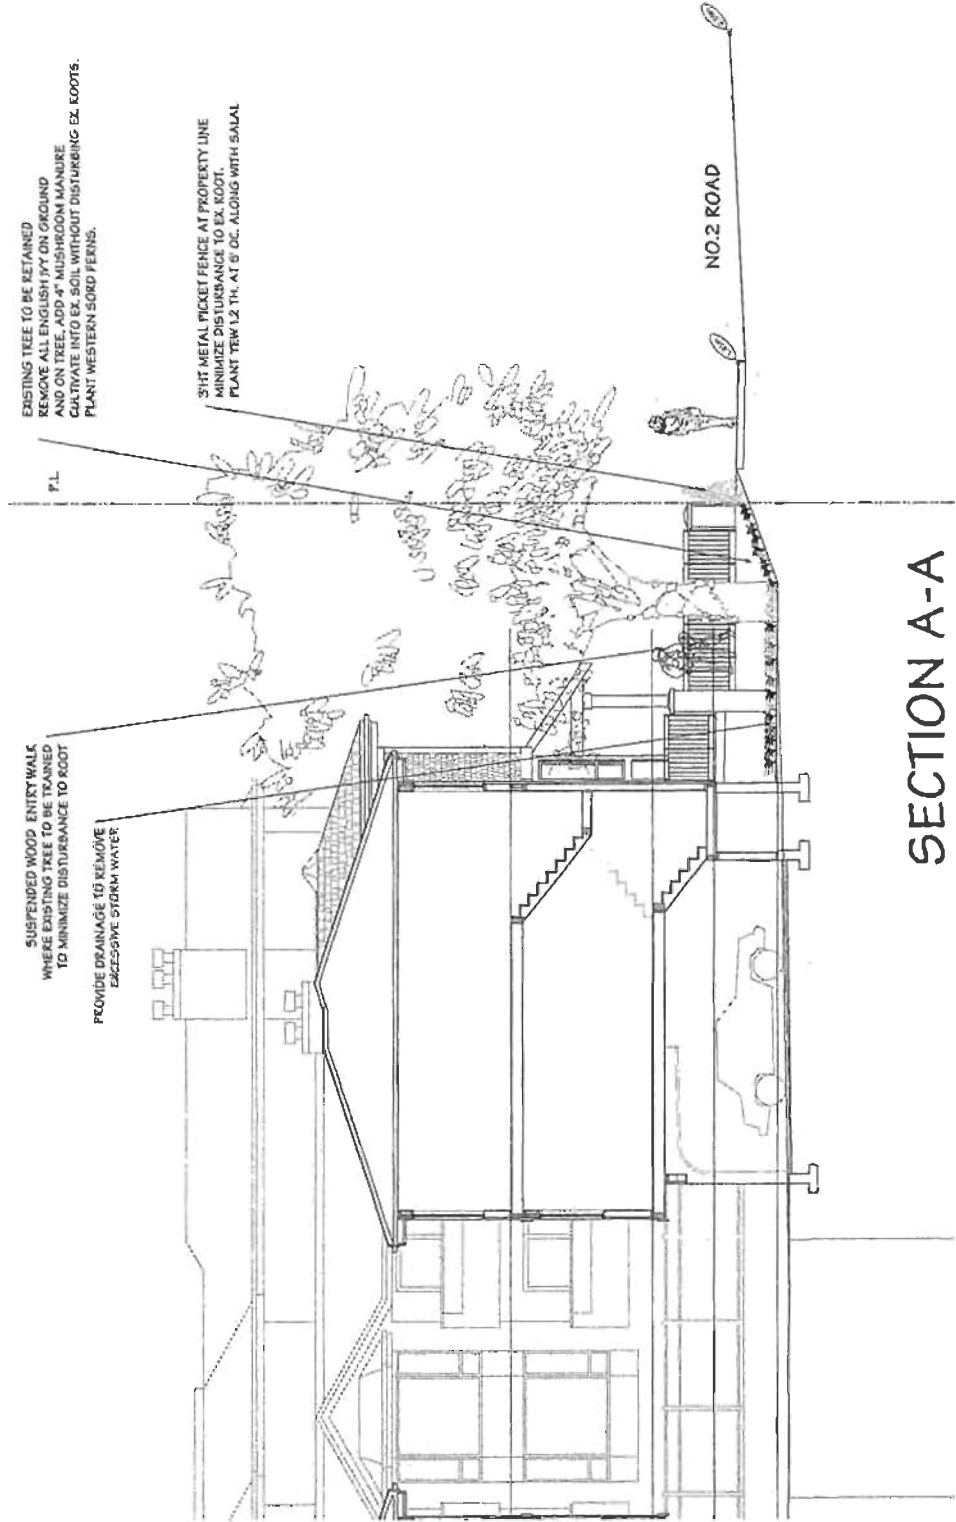 SUSPENDED WOOD ENTRY WALK
WHERE EXISTING TREE TO BE TRAINED
TO MINIMIZE DISTURBANCE TO ROOT
PROVIDE DRAINAGE TO REMOVE
EXCESSIVE STORM WATER
EXISTING TREE TO BE RETAINED
REMOVE ALL ENGLISH IVY ON GROUND
AND ON TREE, ADD 4" MUSHROOM MANURE
CULTIVATE INTO EX. SOIL WITHOUT DISTURBING EX. ROOTS.
PLANT WESTERN SORD FERNS.
P.L.
3'HT METAL PICKET FENCE AT PROPERTY LINE
MINIMIZE DISTURBANCE TO EX. ROOT.
PLANT YEW 1.2 TH. AT 6' OC. ALONG WITH SALAL
NO.2 ROAD
SECTION A-A